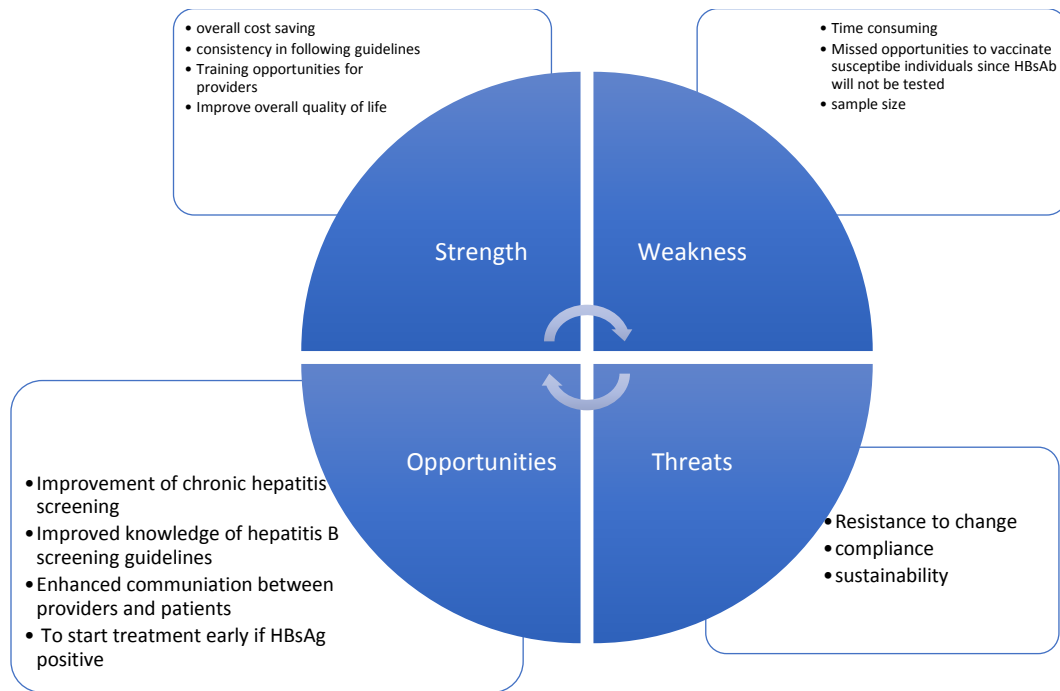 • overall cost saving
• consistency in following guidelines
• Training opportunities for
providers
• Improve overall quality of life
• Time consuming
• Missed opportunities to vaccinate
susceptibe individuals since HBsAb
will not be tested
• sample size
Strength
Weakness
Opportunities
Threats
• Improvement of chronic hepatitis
screening
• Improved knowledge of hepatitis B
screening guidelines
• Enhanced communiation between
providers and patients
• To start treatment early if HBsAg
positive
• Resistance to change
• compliance
• sustainability